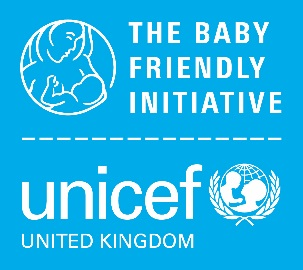 THE BABY
FRIENDLY
INITIATIVE
unicef
UNITED KINGDOM